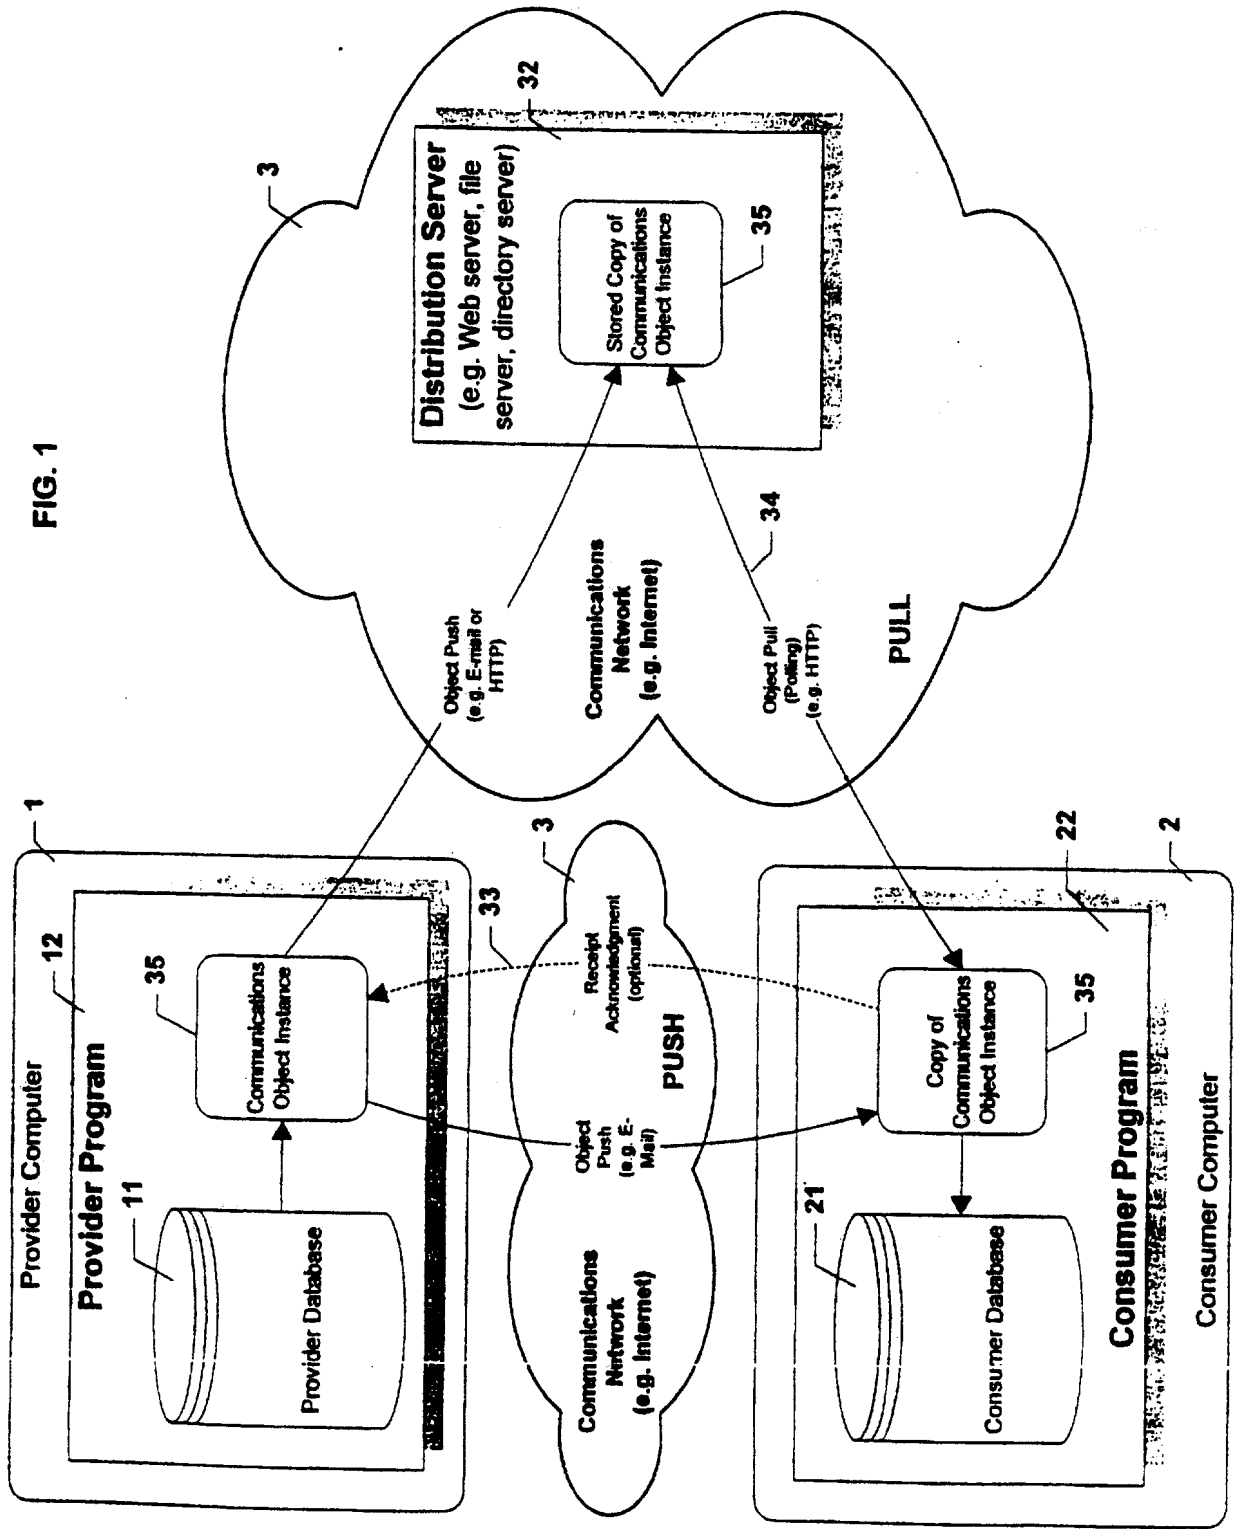 FIG. 1
Provider Computer
1
Provider Program
12
11
Provider Database
35
Communications
Object Instance
3
Distribution Server
(e.g. Web server, file
server, directory server)
32
Stored Copy of
Communications
Object Instance
35
Object Push
(e.g. E-mail or
HTTP)
Communications
Network
(e.g. Internet)
Object Pull
(Polling)
(e.g. HTTP)
34
PULL
33
3
Communications
Network
(e.g. Internet)
Object
Push
(e.g. E-
Mail)
Receipt
Acknowledgment
(optional)
PUSH
21
Consumer Database
Copy of
Communications
Object Instance
35
22
2
Consumer Program
Consumer Computer